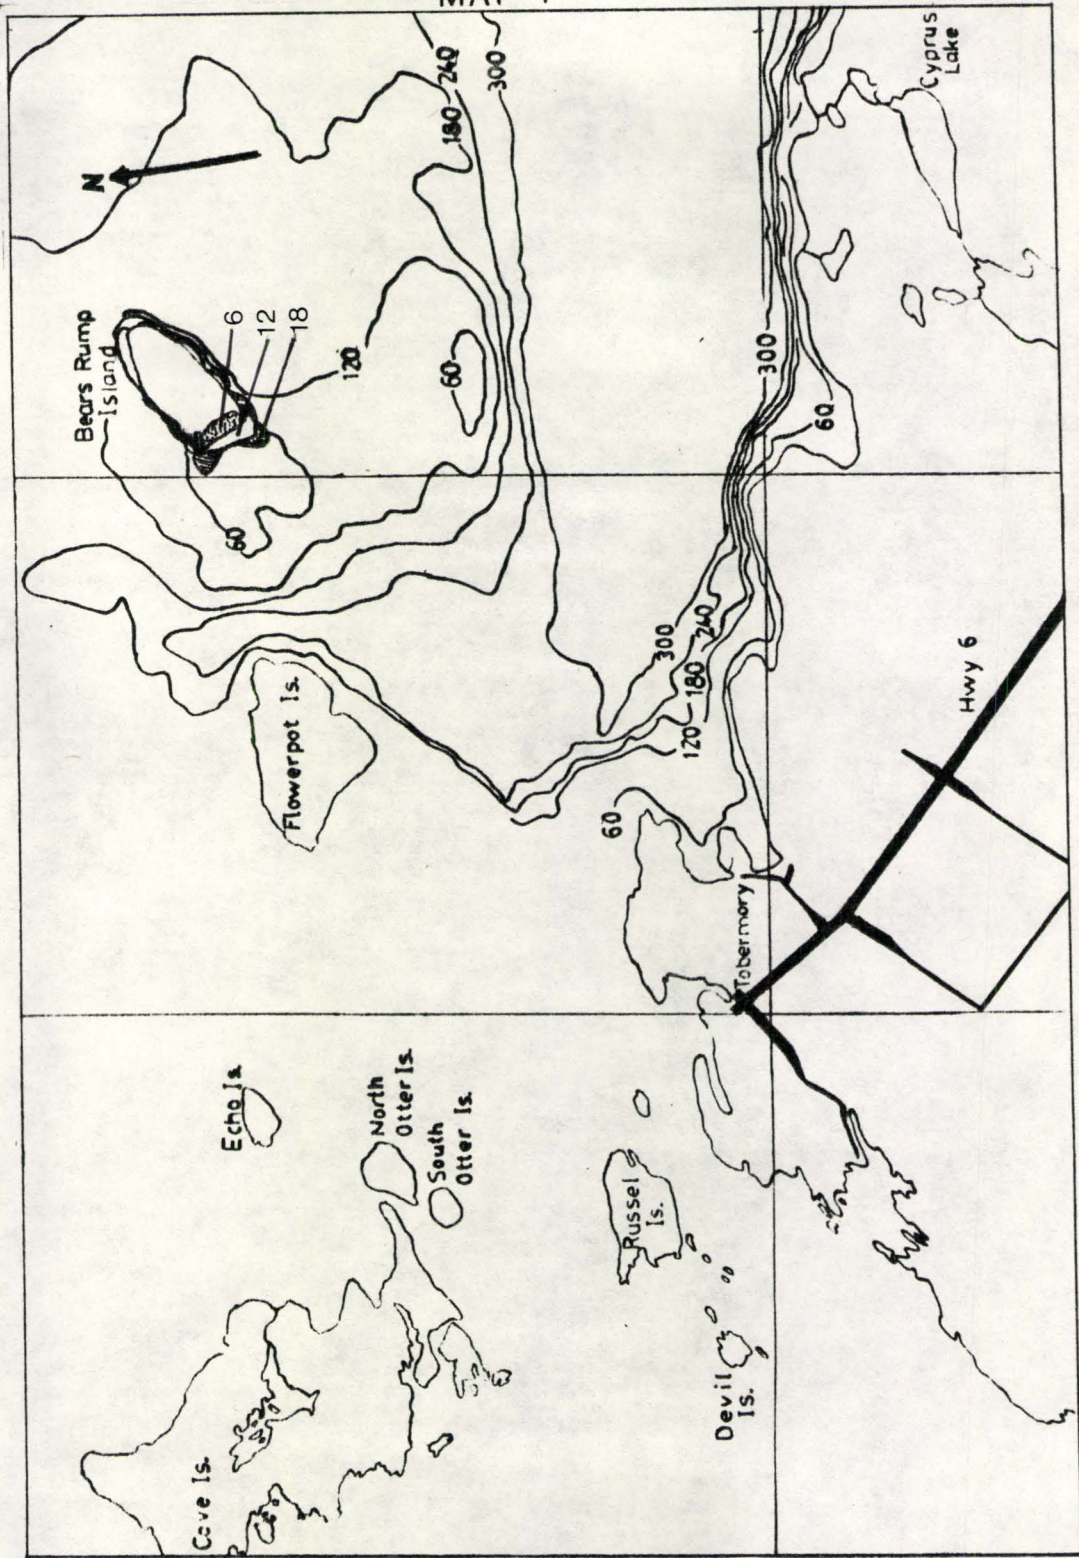 MAP
Cove Is.
Echo Is.
North
Otter Is.
South
Otter Is.
Russel
Is.
Devil
Is.
Flowerpot Is.
Bears Rump
Island
N
6
12
18
60
120
60
180
240
300
60
120
180
240
300
300
60
Tobermory
Hwy 6
Cyprus
Lake